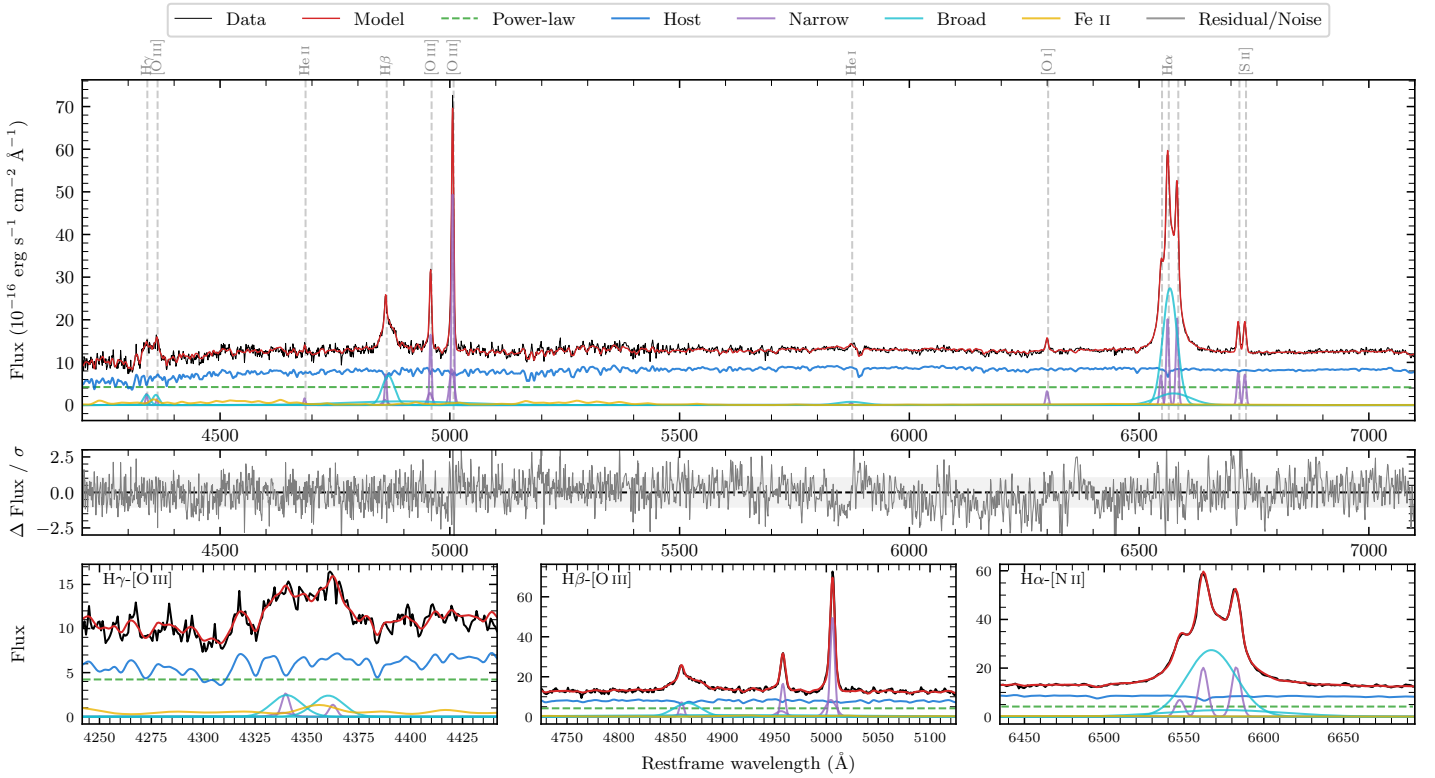 Data Model Power-law Host Narrow Broad Fe II Residual/Noise
Hγ [O III] He II Hβ [O III] [O III] He I [O I] Hα [S II]
Flux (10⁻¹⁶ erg s⁻¹ cm⁻² Å⁻¹)
70
60
50
40
30
20
10
0
4500 5000 5500 6000 6500 7000
Δ Flux / σ
2.5
0.0
−2.5
4500 5000 5500 6000 6500 7000
Flux
Hγ-[O III]
15
10
5
0
4250 4275 4300 4325 4350 4375 4400 4425
Hβ-[O III]
60
40
20
0
4750 4800 4850 4900 4950 5000 5050 5100
Hα-[N II]
60
40
20
0
6450 6500 6550 6600 6650
Restframe wavelength (Å)